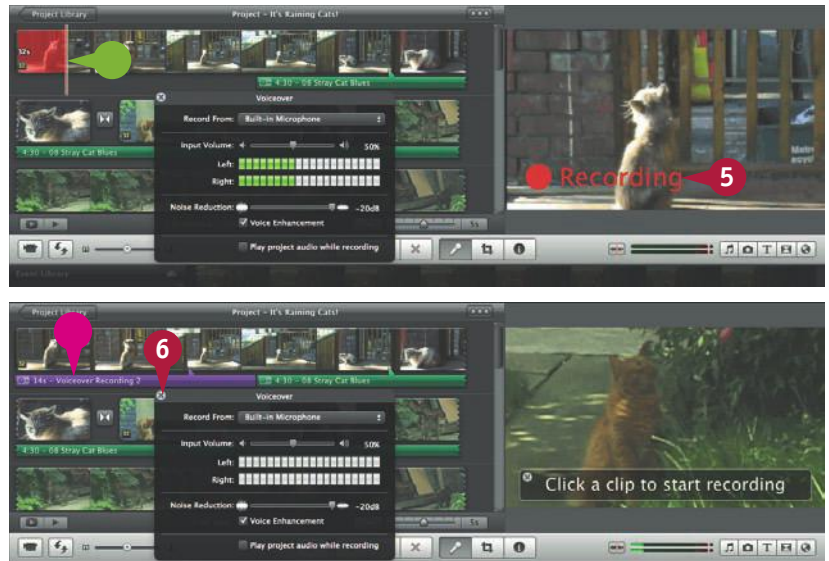 Project Library
Project - It's Raining Cats!
52s
4:30 - 08 Stray Cat Blues
Voiceover
Record From: Built-in Microphone
4:30 - 08 Stray Cat Blues
Input Volume: 50%
Left:
Right:
Noise Reduction: -20dB
Voice Enhancement
5s
Play project audio while recording
Event Library
Recording
5
Project Library
Project - It's Raining Cats!
6
14s - Voiceover Recording 2
4:30 - 08 Stray Cat Blues
Voiceover
Record From: Built-in Microphone
4:30 - 08 Stray Cat Blues
Input Volume: 50%
Left:
Right:
Noise Reduction: -20dB
Voice Enhancement
5s
Play project audio while recording
Click a clip to start recording